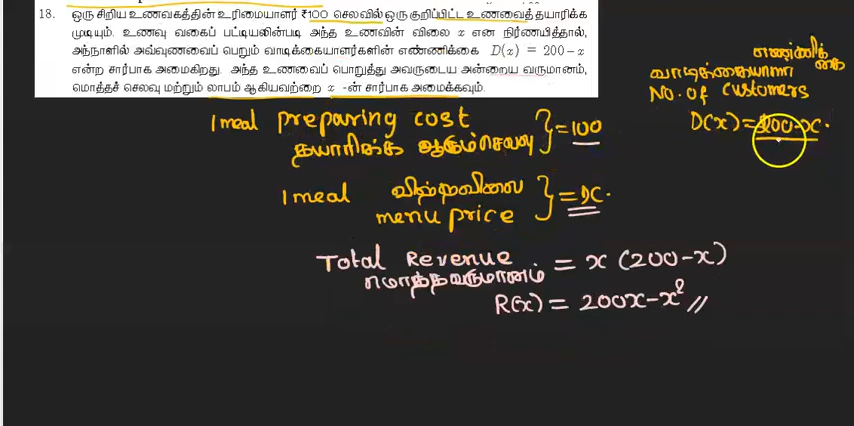 18. ஒரு சிறிய உணவகத்தின் உரிமையாளர் ₹100 செலவில் ஒரு குறிப்பிட்ட உணவைத் தயாரிக்க
முடியும். உணவு வகைப் பட்டியலின்படி அந்த உணவின் விலை x என நிர்ணயித்தால்,
அந்நாளில் அவ்வுணவைப் பெறும் வாடிக்கையாளர்களின் எண்ணிக்கை D(x) = 200 – x
என்ற சார்பாக அமைகிறது. அந்த உணவைப் பொறுத்து அவருடைய அன்றைய வருமானம்,
மொத்தச் செலவு மற்றும் லாபம் ஆகியவற்றை x -ன் சார்பாக அமைக்கவும்.
No. of customers
D(x) = 200-x.
1 meal preparing cost
தயாரிக்க ஆகும் செலவு } = 100
1 meal விற்றவிலை
menu price } = x.
Total Revenue
மொத்த வருமானம் = x (200-x)
R(x) = 200x-x² //